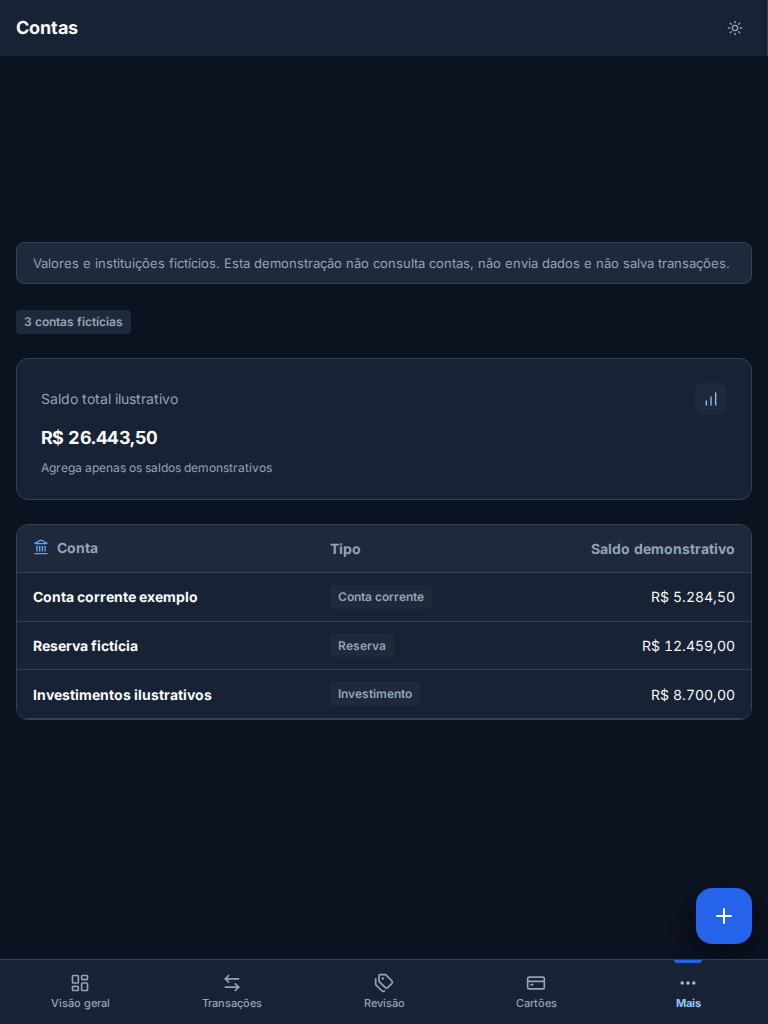 Contas
Valores e instituições fictícios. Esta demonstração não consulta contas, não envia dados e não salva transações.
3 contas fictícias
Saldo total ilustrativo
R$ 26.443,50
Agrega apenas os saldos demonstrativos
Conta Tipo Saldo demonstrativo
Conta corrente exemplo Conta corrente R$ 5.284,50
Reserva fictícia Reserva R$ 12.459,00
Investimentos ilustrativos Investimento R$ 8.700,00
Visão geral Transações Revisão Cartões Mais